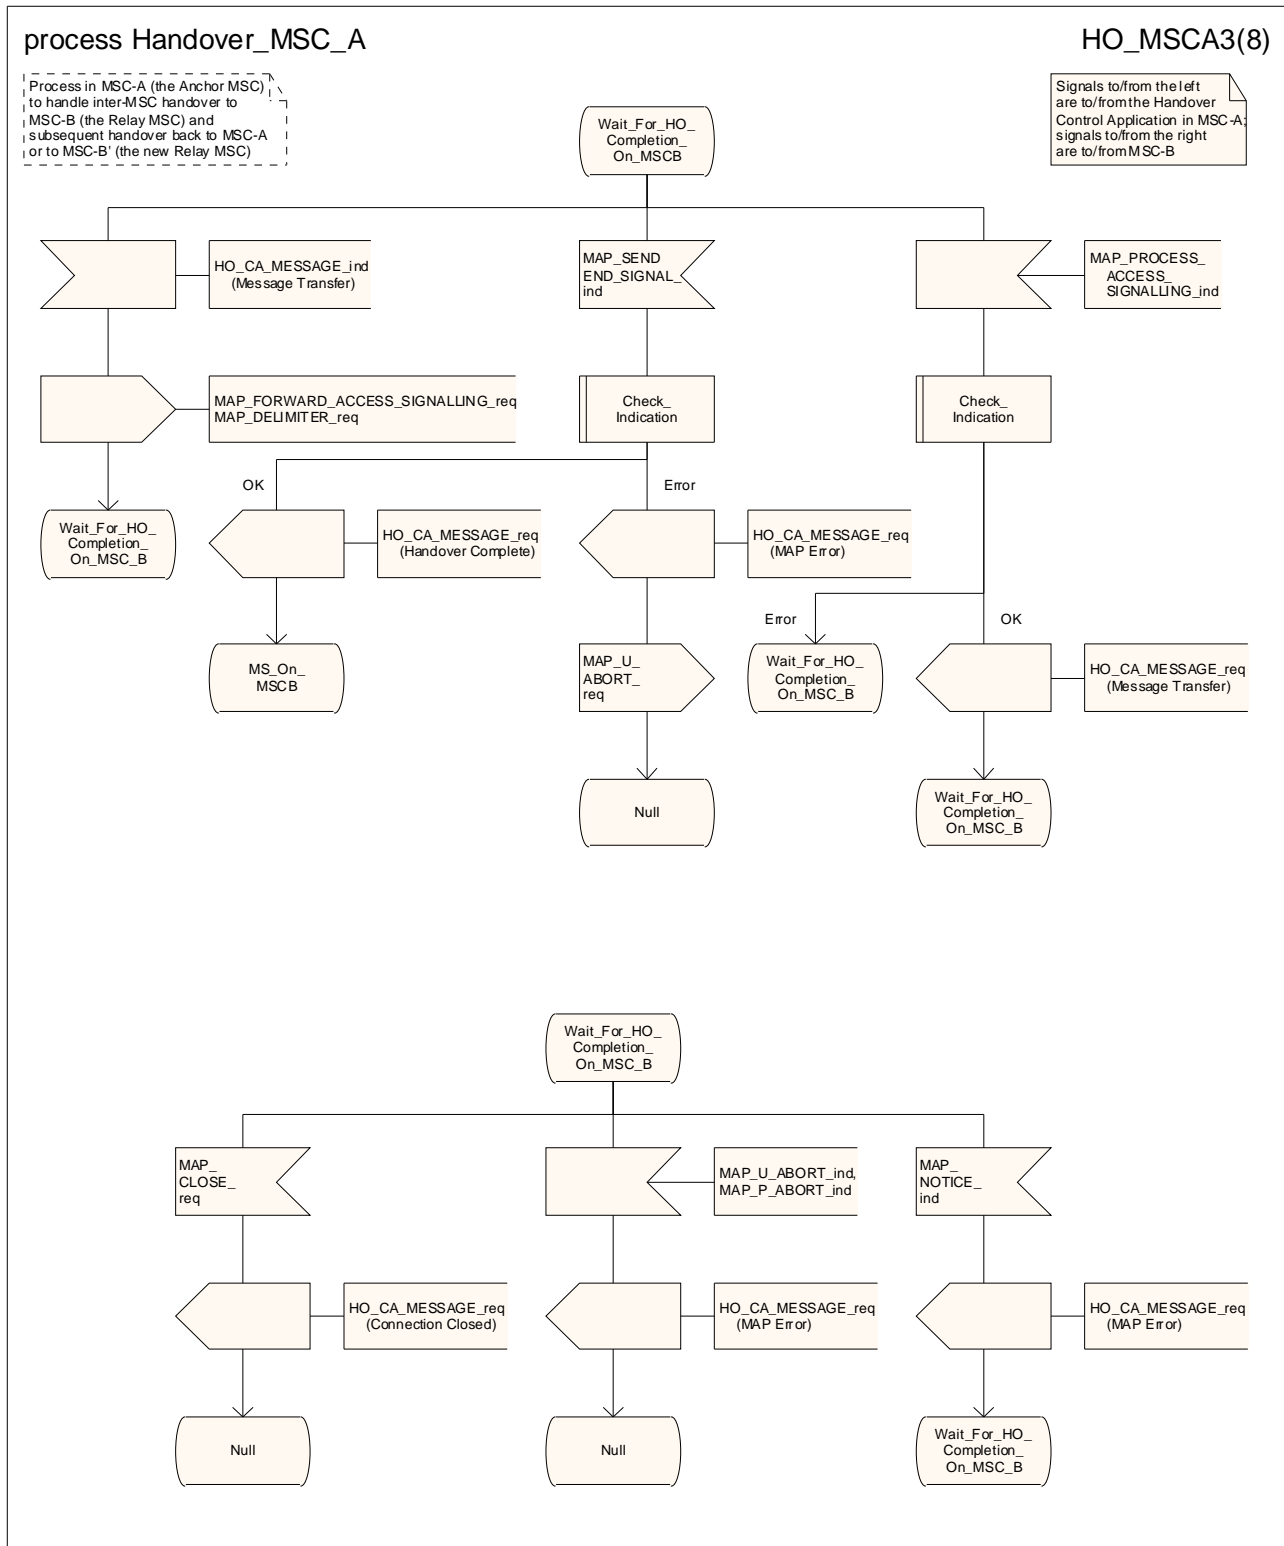 process Handover_MSC_A
HO_MSCA3(8)
Process in MSC-A (the Anchor MSC)
to handle inter-MSC handover to
MSC-B (the Relay MSC) and
subsequent handover back to MSC-A
or to MSC-B' (the new Relay MSC)
Signals to/from the left
are to/from the Handover
Control Application in MSC-A;
signals to/from the right
are to/from MSC-B
Wait_For_HO_
Completion_
On_MSCB
HO_CA_MESSAGE_ind
(Message Transfer)
MAP_SEND
END_SIGNAL_
ind
MAP_PROCESS_
ACCESS_
SIGNALLING_ind
MAP_FORWARD_ACCESS_SIGNALLING_req
MAP_DELIMITER_req
Check_
Indication
Check_
Indication
OK
Error
Wait_For_HO_
Completion_
On_MSC_B
HO_CA_MESSAGE_req
(Handover Complete)
HO_CA_MESSAGE_req
(MAP Error)
Error
OK
MS_On_
MSCB
MAP_U_
ABORT_
req
Wait_For_HO_
Completion_
On_MSC_B
HO_CA_MESSAGE_req
(Message Transfer)
Null
Wait_For_HO_
Completion_
On_MSC_B
Wait_For_HO_
Completion_
On_MSC_B
MAP_
CLOSE_
req
MAP_U_ABORT_ind,
MAP_P_ABORT_ind
MAP_
NOTICE_
ind
HO_CA_MESSAGE_req
(Connection Closed)
HO_CA_MESSAGE_req
(MAP Error)
HO_CA_MESSAGE_req
(MAP Error)
Null
Null
Wait_For_HO_
Completion_
On_MSC_B